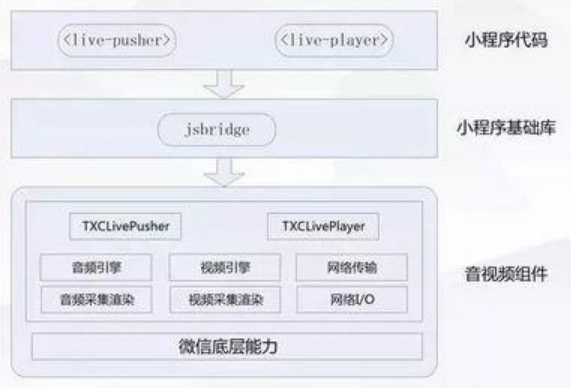 <live-pusher> <live-player> 小程序代码
jsbridge 小程序基础库
TXCLivePusher TXCLivePlayer
音频引擎 视频引擎 网络传输
音视频组件
音频采集渲染 视频采集渲染 网络I/O
微信底层能力